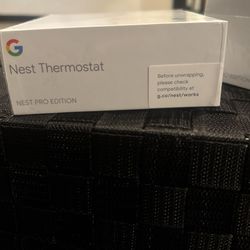 G
Nest Thermostat
Before unwrapping,
please check
compatibility at
g.co/nest/works
NEST PRO EDITION